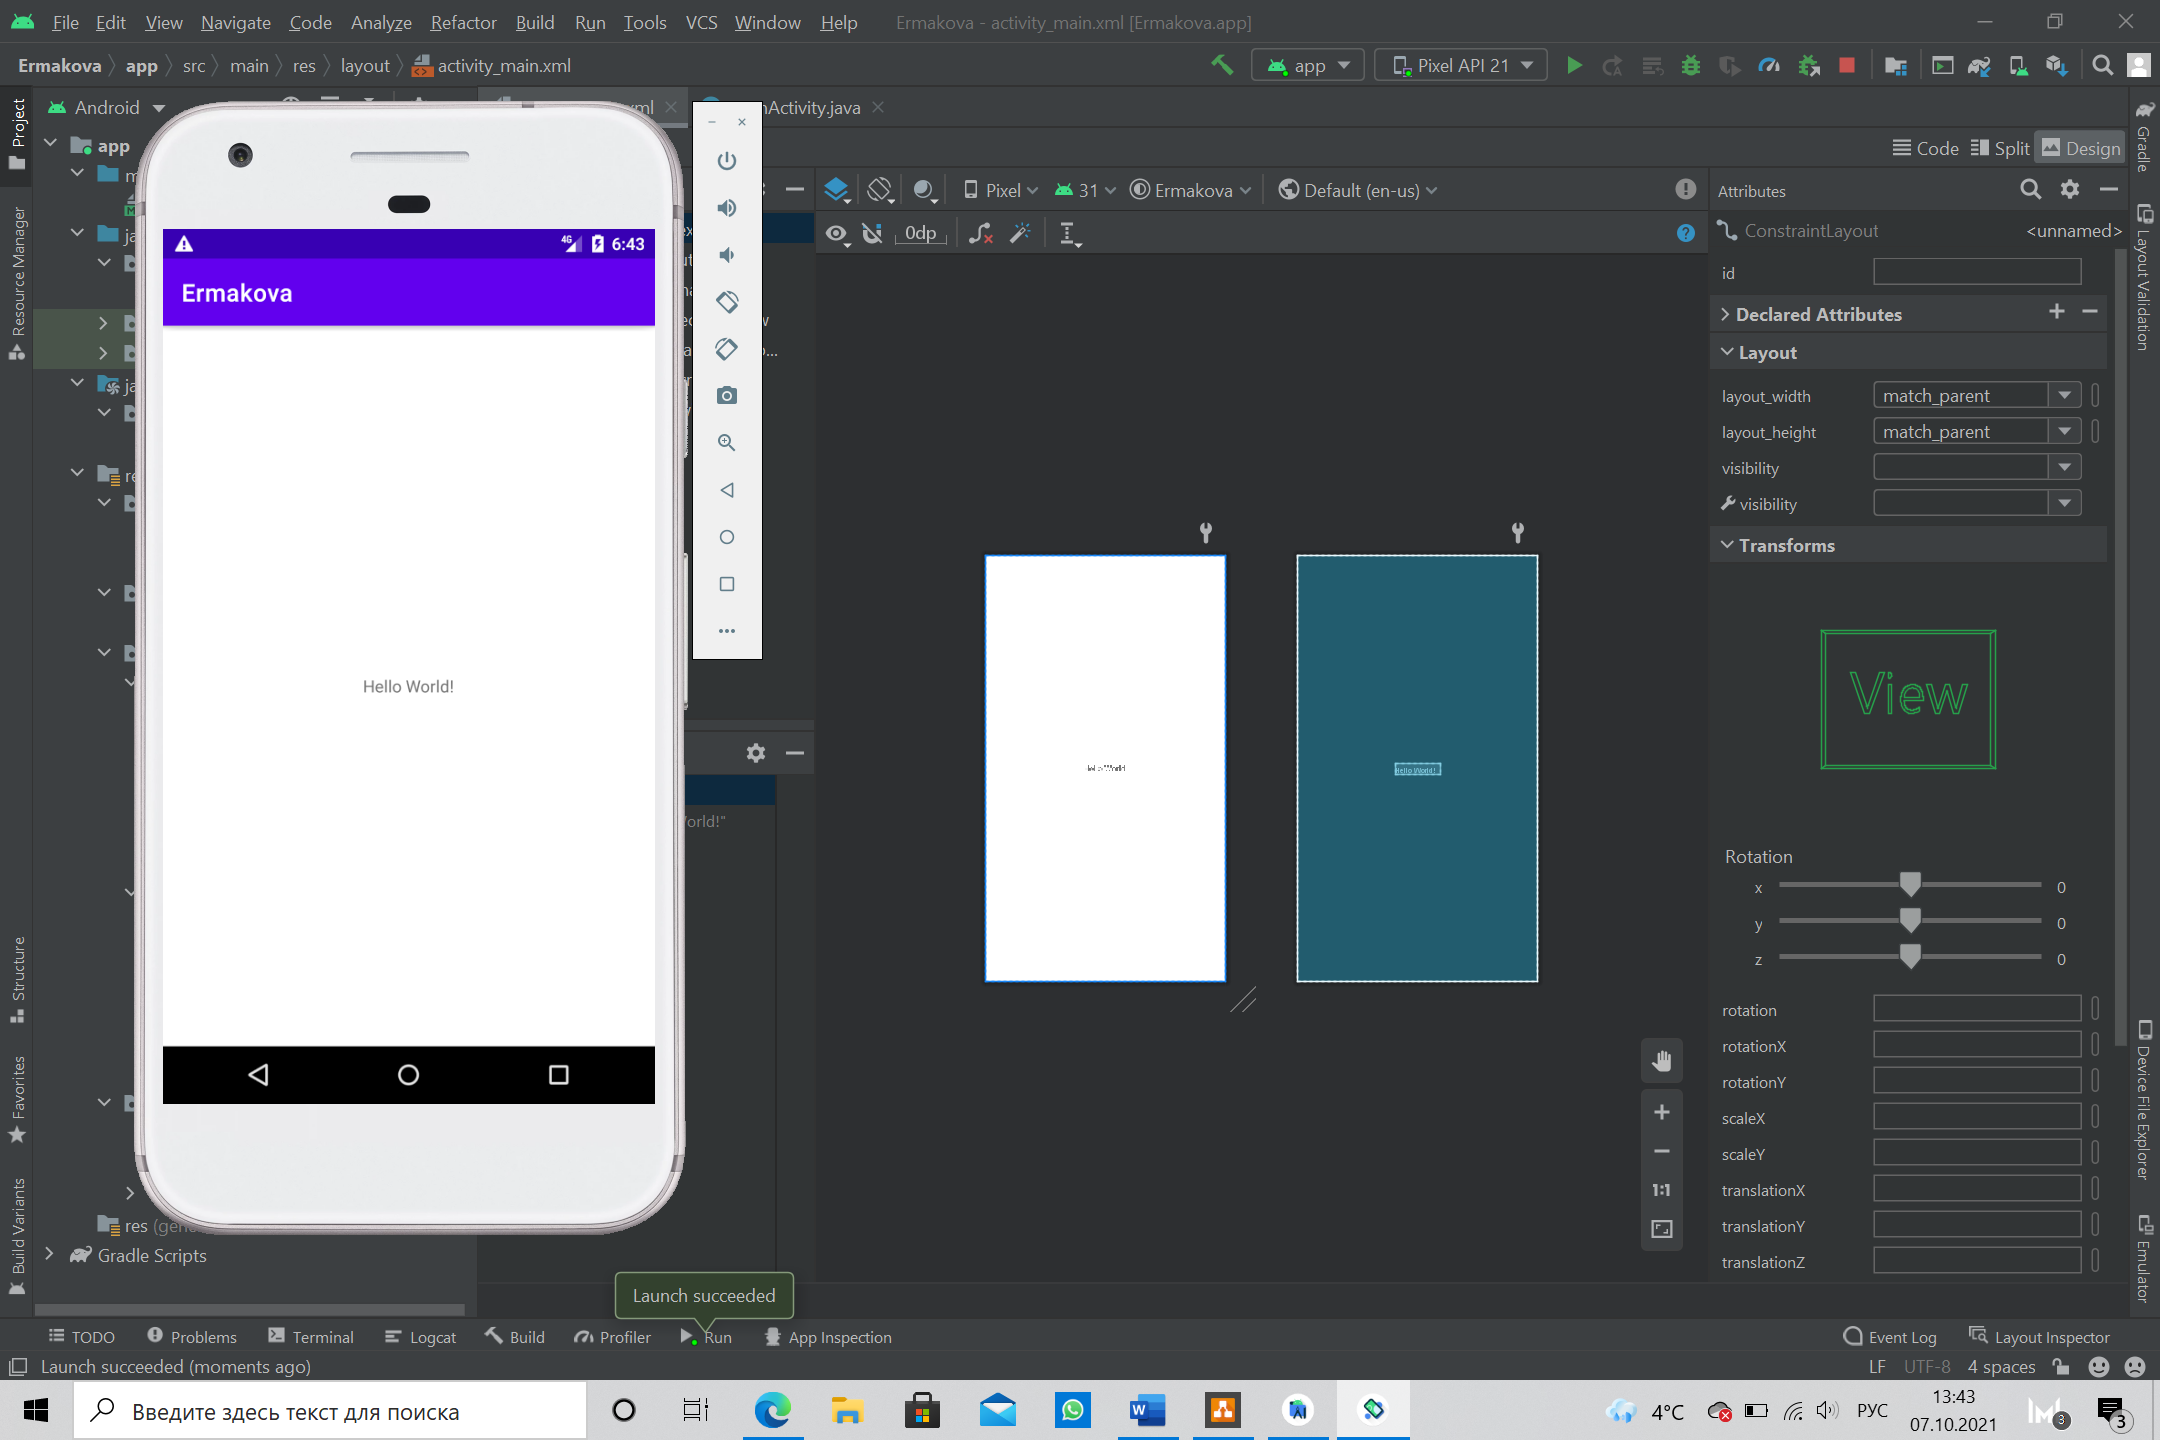 File Edit View Navigate Code Analyze Refactor Build Run Tools VCS Window Help Ermakova - activity_main.xml [Ermakova.app]
Ermakova app src main res layout activity_main.xml app Pixel API 21
Android nActivity.java
Project
Resource Manager
Structure
Favorites
Build Variants
app
Code Split Design
Pixel 31 Ermakova Default (en-us)
0dp
6:43
Ermakova
Hello World!
res
Gradle Scripts
Hello World!
Attributes
ConstraintLayout <unnamed>
id
Declared Attributes
Layout
layout_width match_parent
layout_height match_parent
visibility
visibility
Transforms
View
Rotation
x 0
y 0
z 0
rotation
rotationX
rotationY
scaleX
scaleY
translationX
translationY
translationZ
1:1
Gradle
Layout Validation
Device File Explorer
Emulator
Launch succeeded
TODO Problems Terminal Logcat Build Profiler Run App Inspection Event Log Layout Inspector
Launch succeeded (moments ago) LF UTF-8 4 spaces
Введите здесь текст для поиска 4°C РУС 13:43
07.10.2021
3
3